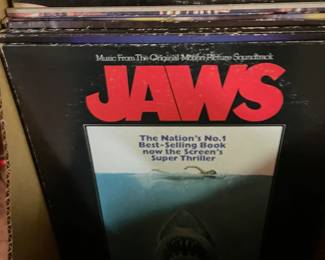 Music From The Original Motion Picture Soundtrack
JAWS
The Nation's No.1
Best-Selling Book
now the Screen's
Super Thriller